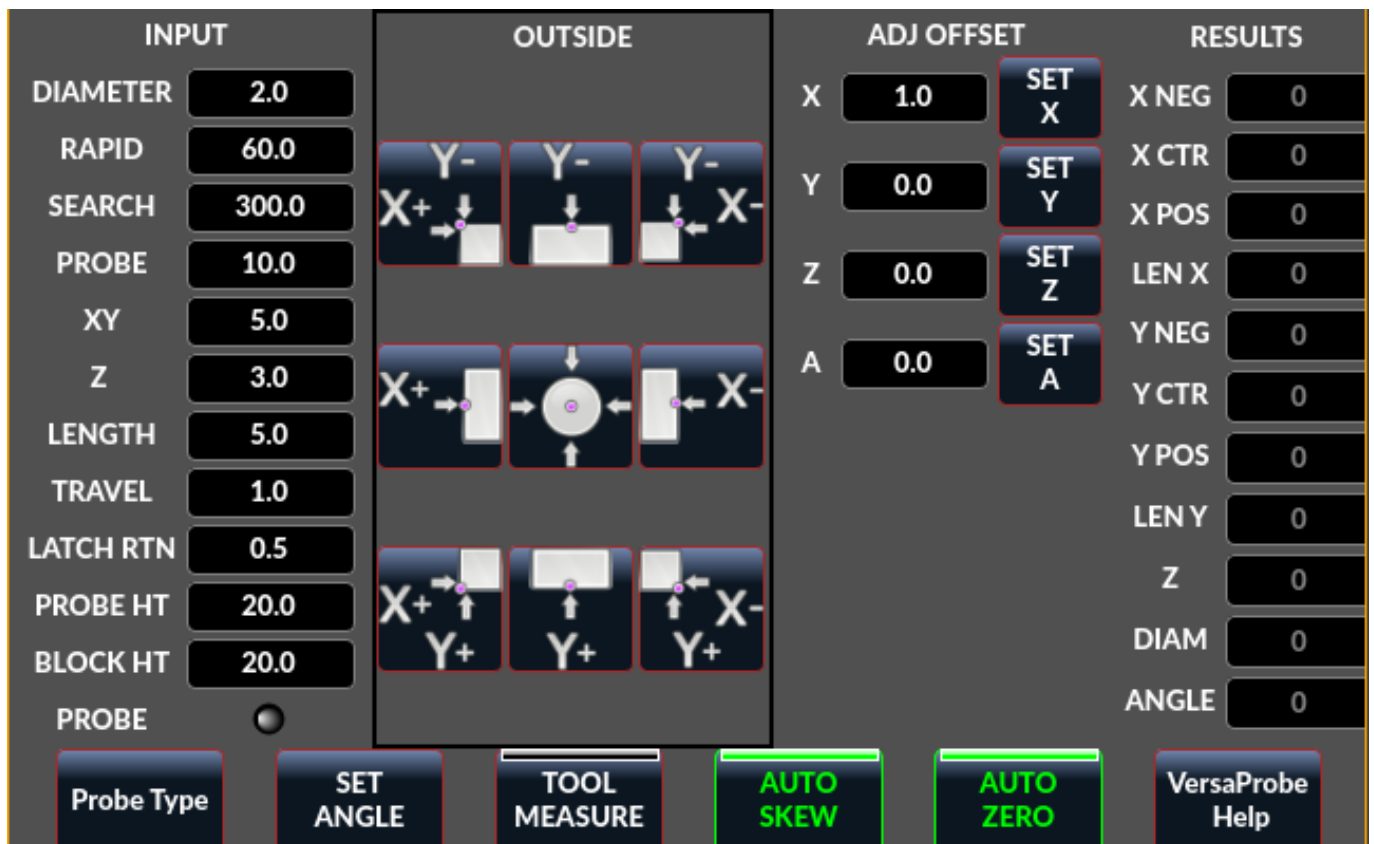 INPUT
DIAMETER 2.0
RAPID 60.0
SEARCH 300.0
PROBE 10.0
XY 5.0
Z 3.0
LENGTH 5.0
TRAVEL 1.0
LATCH RTN 0.5
PROBE HT 20.0
BLOCK HT 20.0
PROBE
OUTSIDE
Y- Y- Y-
X+ X-
X+ X-
X+ X-
Y+ Y+ Y+
ADJ OFFSET
X 1.0 SET
X
Y 0.0 SET
Y
Z 0.0 SET
Z
A 0.0 SET
A
RESULTS
X NEG 0
X CTR 0
X POS 0
LEN X 0
Y NEG 0
Y CTR 0
Y POS 0
LEN Y 0
Z 0
DIAM 0
ANGLE 0
Probe Type
SET
ANGLE
TOOL
MEASURE
AUTO
SKEW
AUTO
ZERO
VersaProbe
Help